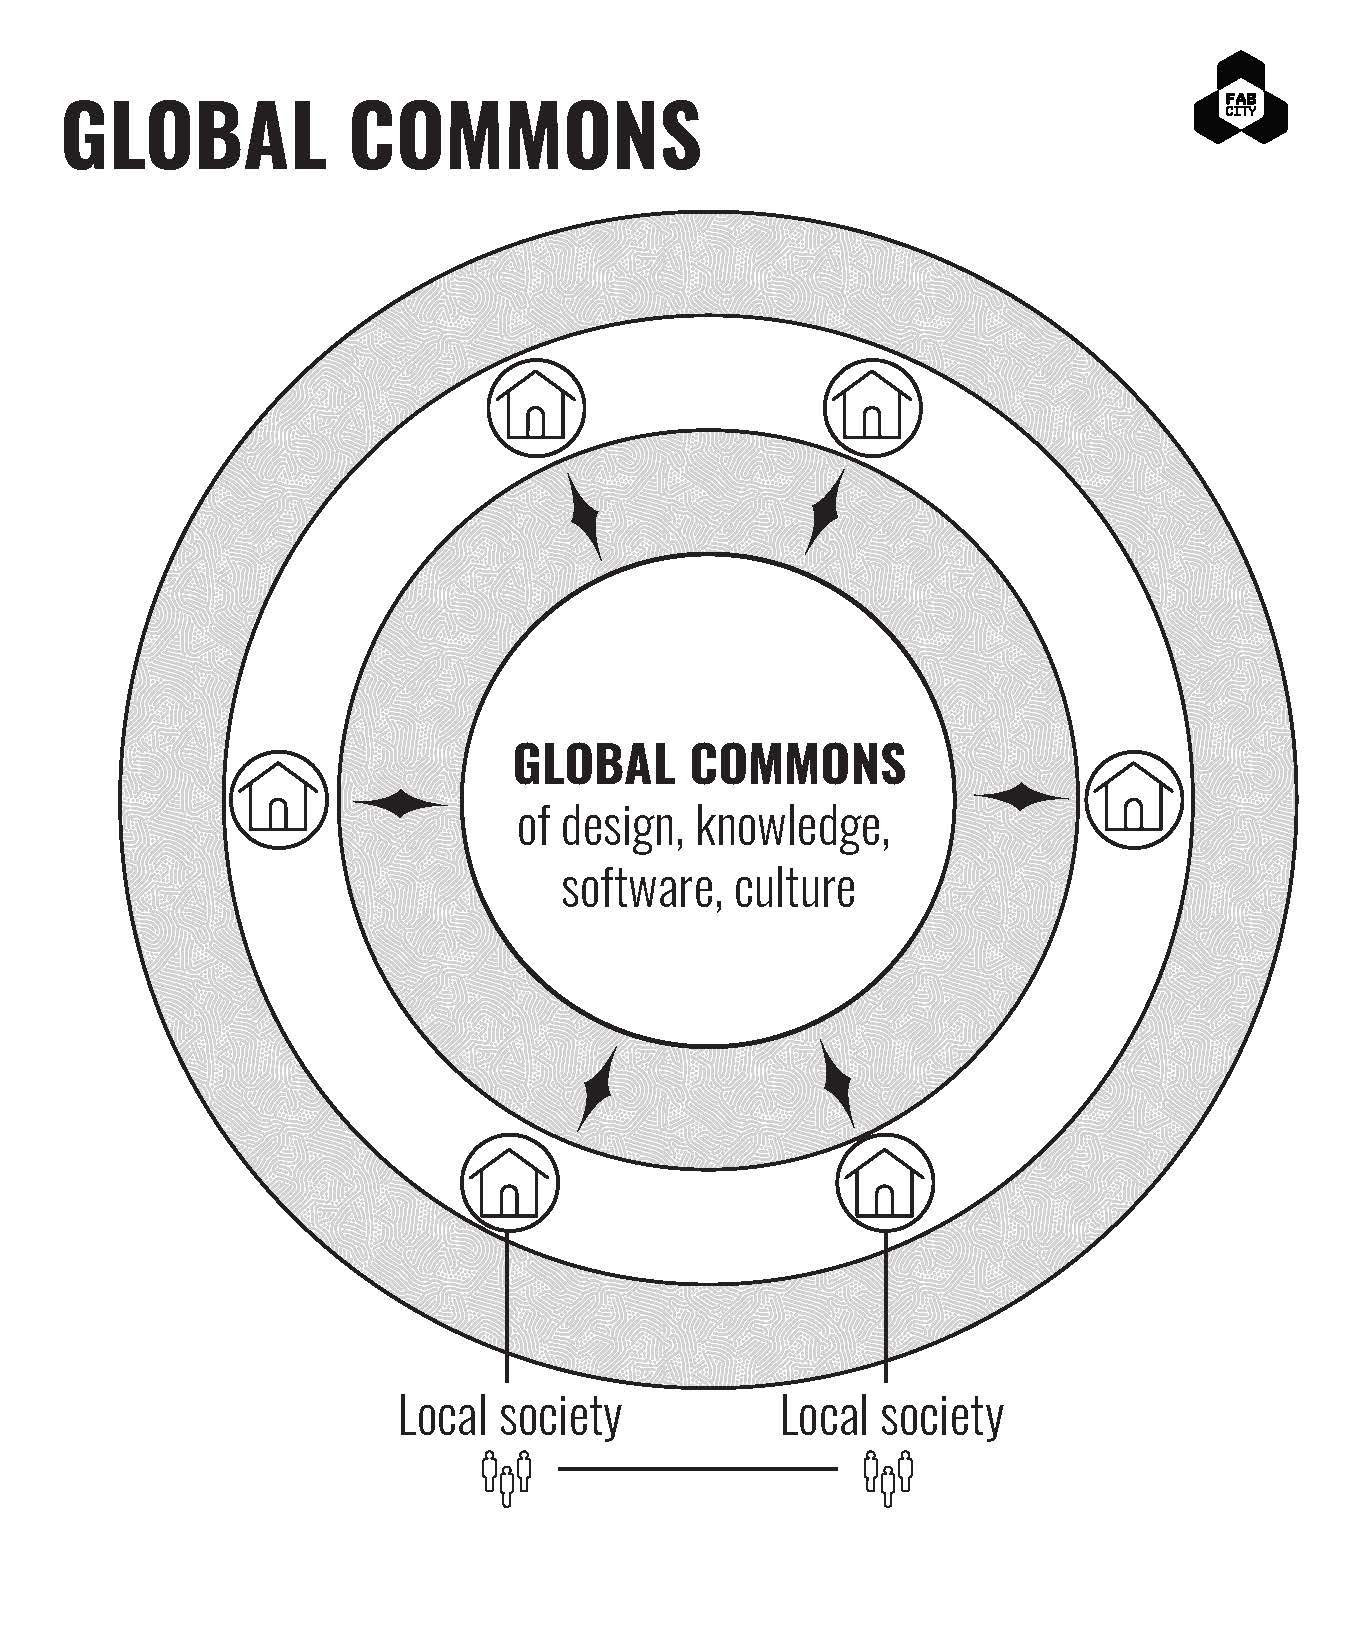 GLOBAL COMMONS
FAB
CITY
GLOBAL COMMONS
of design, knowledge,
software, culture
Local society
Local society